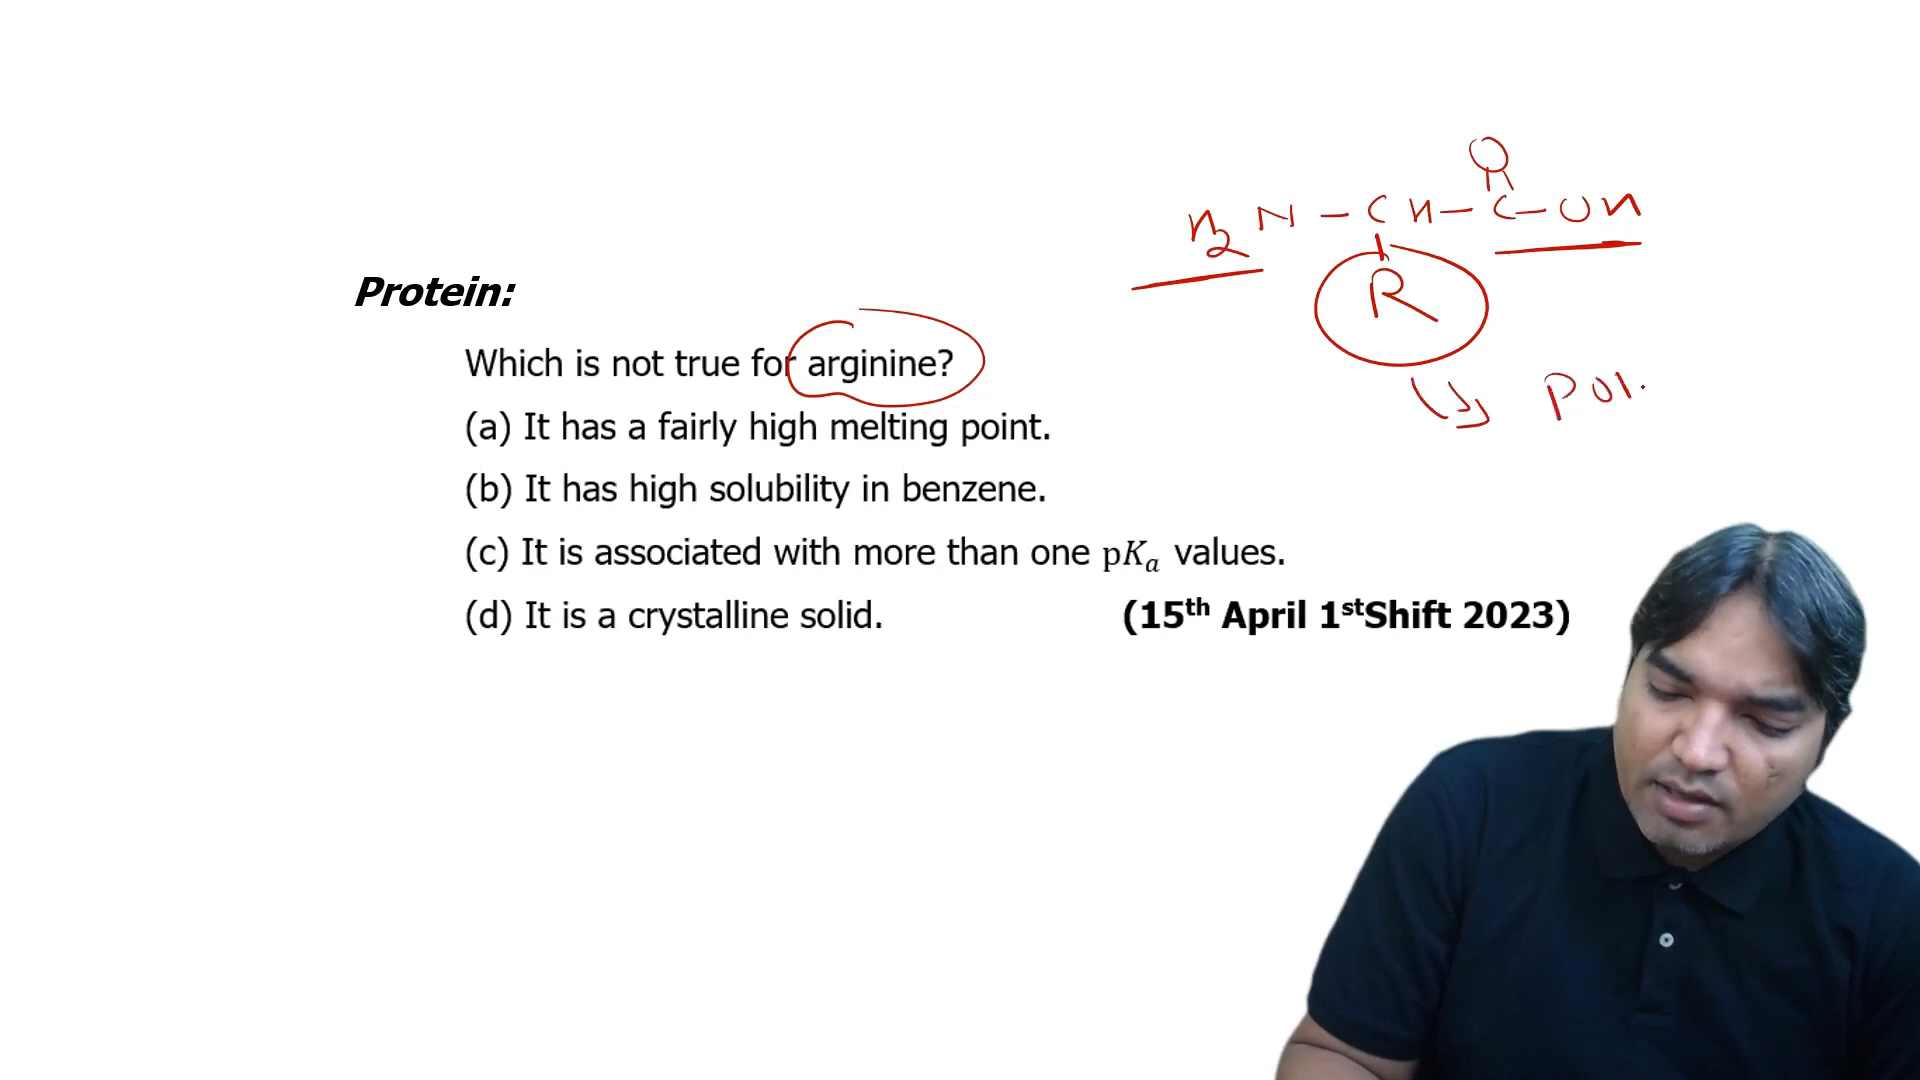 O
H2N – CH – C – OH
R
Pol.
Protein:
Which is not true for arginine?
(a) It has a fairly high melting point.
(b) It has high solubility in benzene.
(c) It is associated with more than one pKa values.
(d) It is a crystalline solid. (15th April 1stShift 2023)